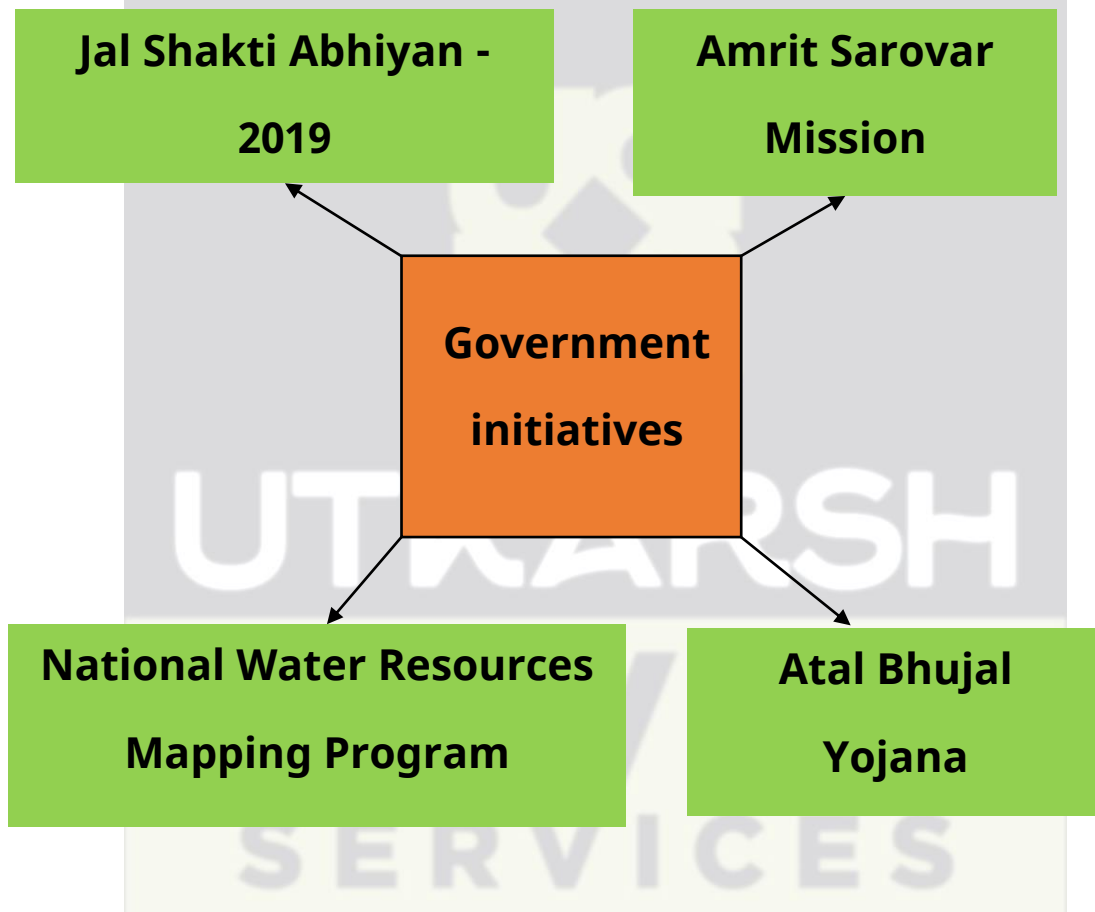 Jal Shakti Abhiyan -
2019
Amrit Sarovar
Mission
Government
initiatives
UTKARSH
National Water Resources
Mapping Program
Atal Bhujal
Yojana
SERVICES